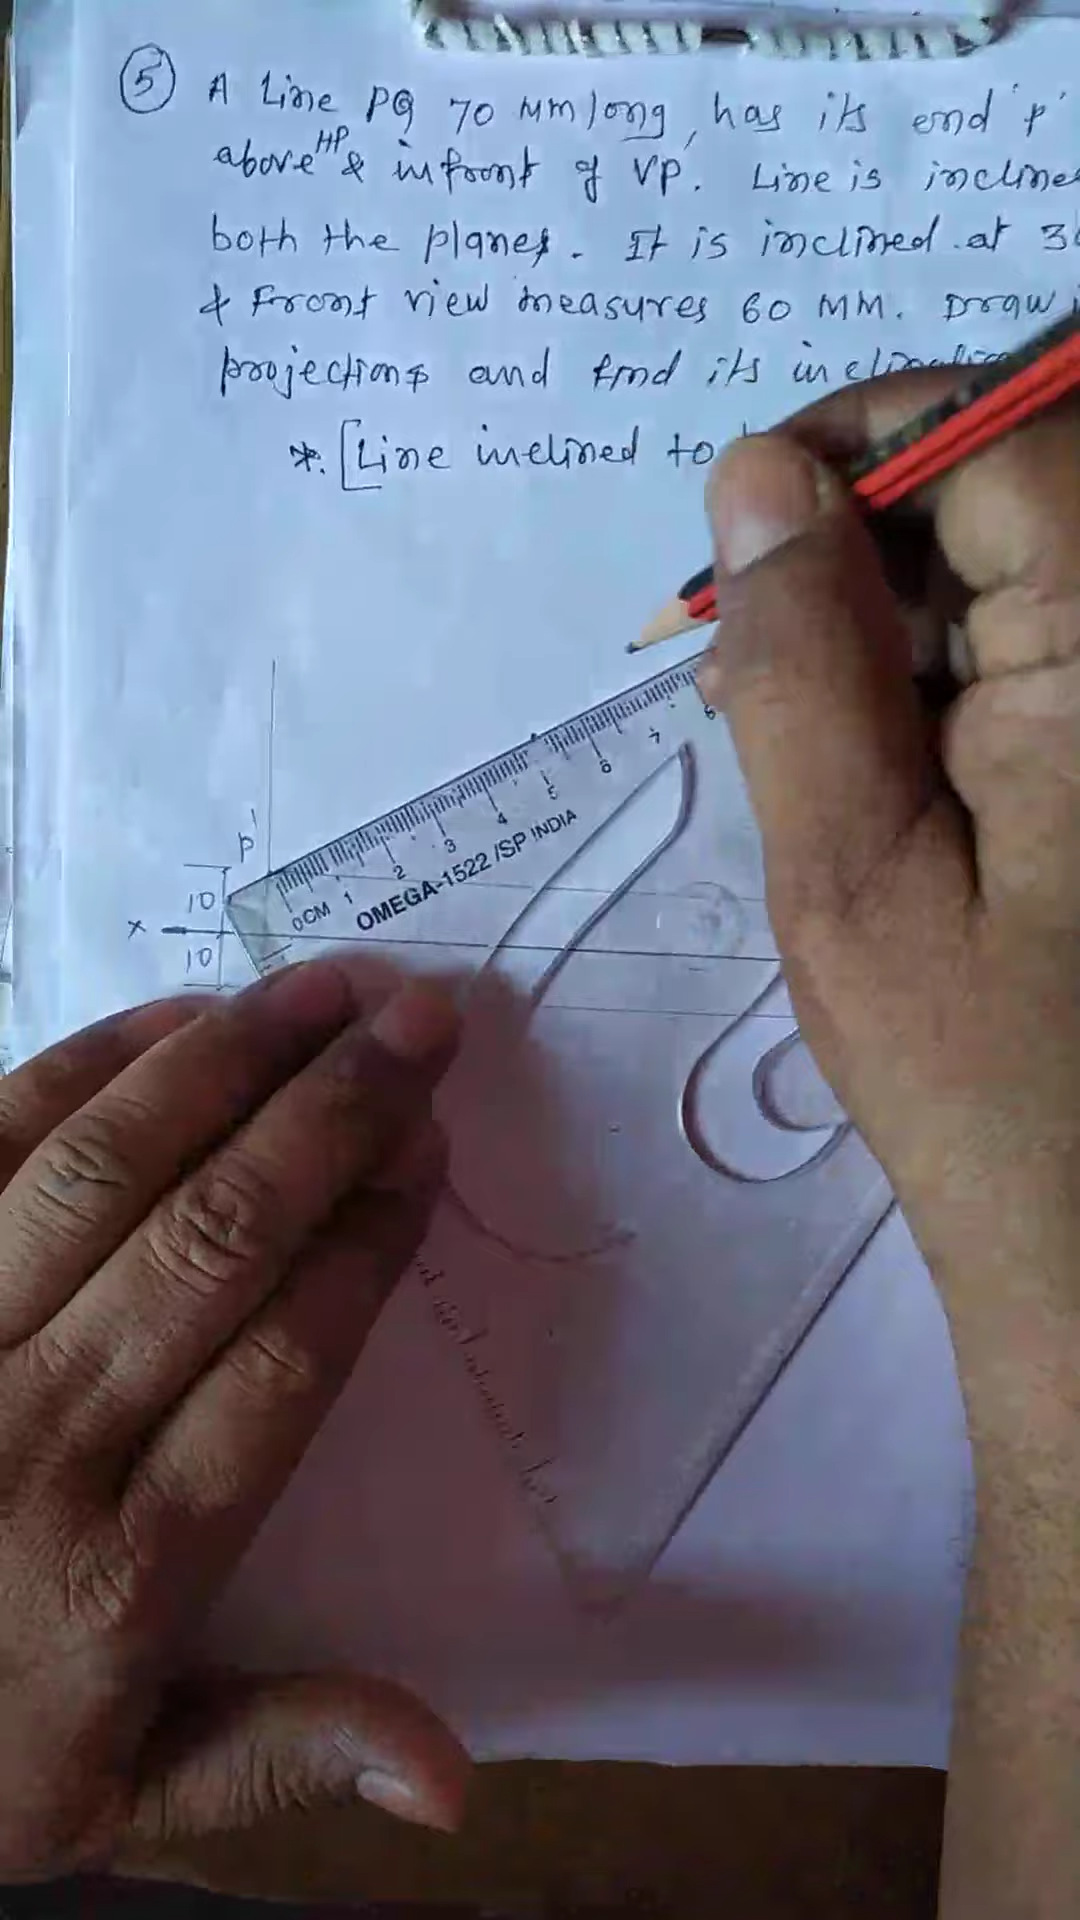 5 A Line PQ 70 MM long, has its end 'p'
above HP & infront of VP. Line is
both the planes. It is inclined at
& Front view measures 60 MM. Draw
projections and find its
*. [Line inclined to
p'
10
x
10
0CM 1 2 3 4 5 6 7 8
OMEGA-1522 /SP INDIA